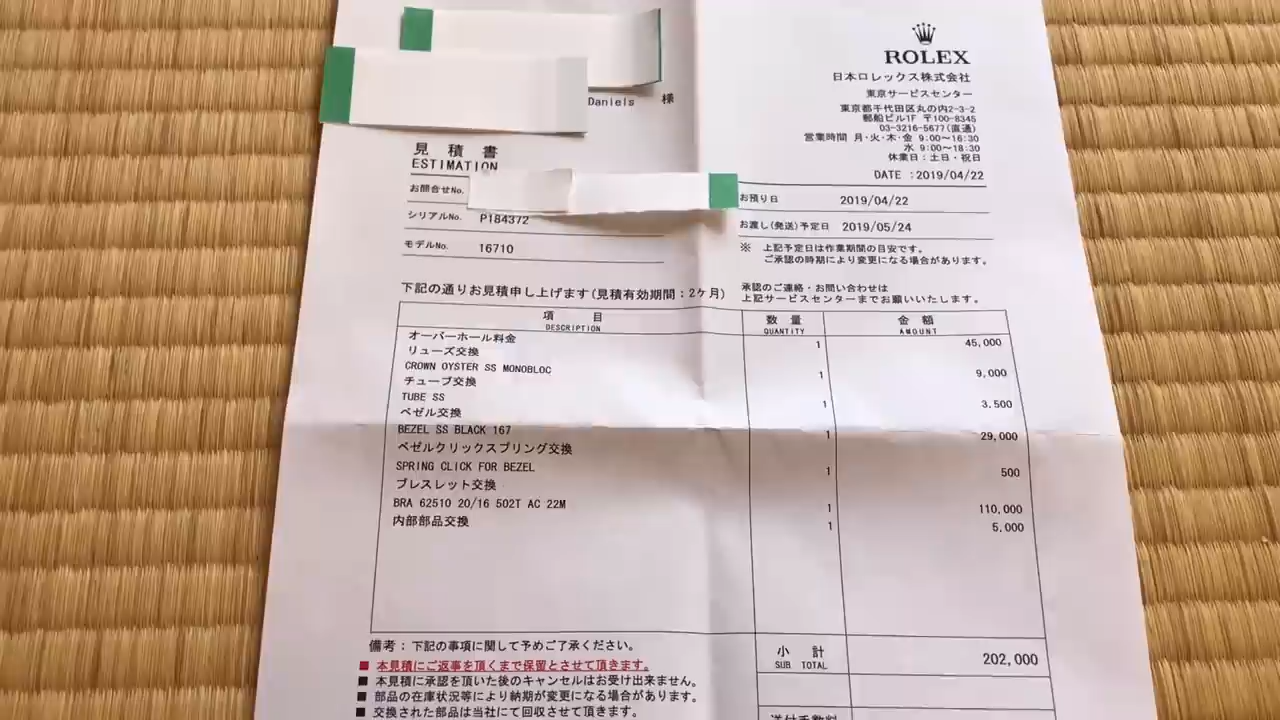 ROLEX
日本ロレックス株式会社
東京サービスセンター
東京都千代田区丸の内2-3-2
郵船ビル1F 〒100-8345
03-3216-5677(直通)
営業時間 月・火・木・金 9:00~16:30
水 9:00~18:30
休業日:土日・祝日
DATE :2019/04/22
Daniels 様
見 積 書
ESTIMATION
お問合せNo.
シリアルNo. P184372
モデルNo. 16710
お預り日 2019/04/22
お渡し(発送)予定日 2019/05/24
※ 上記予定日は作業期間の目安です。
ご承認の時期により変更になる場合があります。
下記の通りお見積申し上げます(見積有効期間:2ケ月)
承認のご連絡・お問い合わせは
上記サービスセンターまでお願いいたします。
項 目 数 量 金 額
DESCRIPTION QUANTITY AMOUNT
オーバーホール料金 1 45,000
リューズ交換
CROWN OYSTER SS MONOBLOC 1 9,000
チューブ交換
TUBE SS 1 3,500
ベゼル交換
BEZEL SS BLACK 167 1 29,000
ベゼルクリックスプリング交換
SPRING CLICK FOR BEZEL 1 500
ブレスレット交換
BRA 62510 20/16 502T AC 22M 1 110,000
内部部品交換 1 5,000
備考:下記の事項に関して予めご了承ください。
■ 本見積にご返事を頂くまで保留とさせて頂きます。
■ 本見積に承認を頂いた後のキャンセルはお受け出来ません。
■ 部品の在庫状況等により納期が変更になる場合があります。
■ 交換された部品は当社にて回収させて頂きます。
小 計
SUB TOTAL 202,000
送付手数料